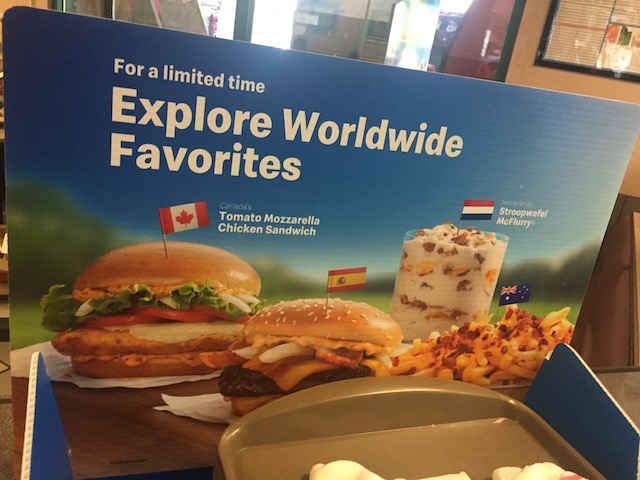 For a limited time
Explore Worldwide
Favorites
Canada's
Tomato Mozzarella
Chicken Sandwich
Stroopwafel
McFlurry®